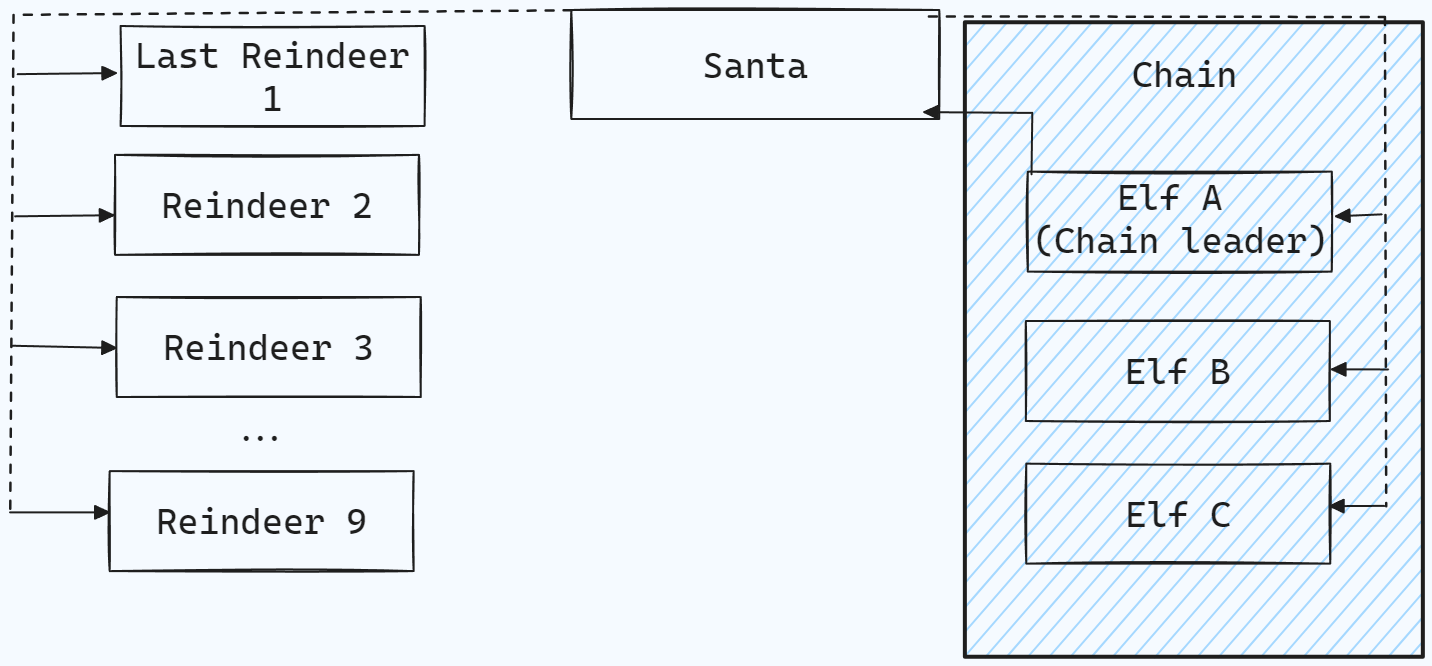 Last Reindeer
1
Reindeer 2
Reindeer 3
...
Reindeer 9
Santa
Chain
Elf A
(Chain leader)
Elf B
Elf C